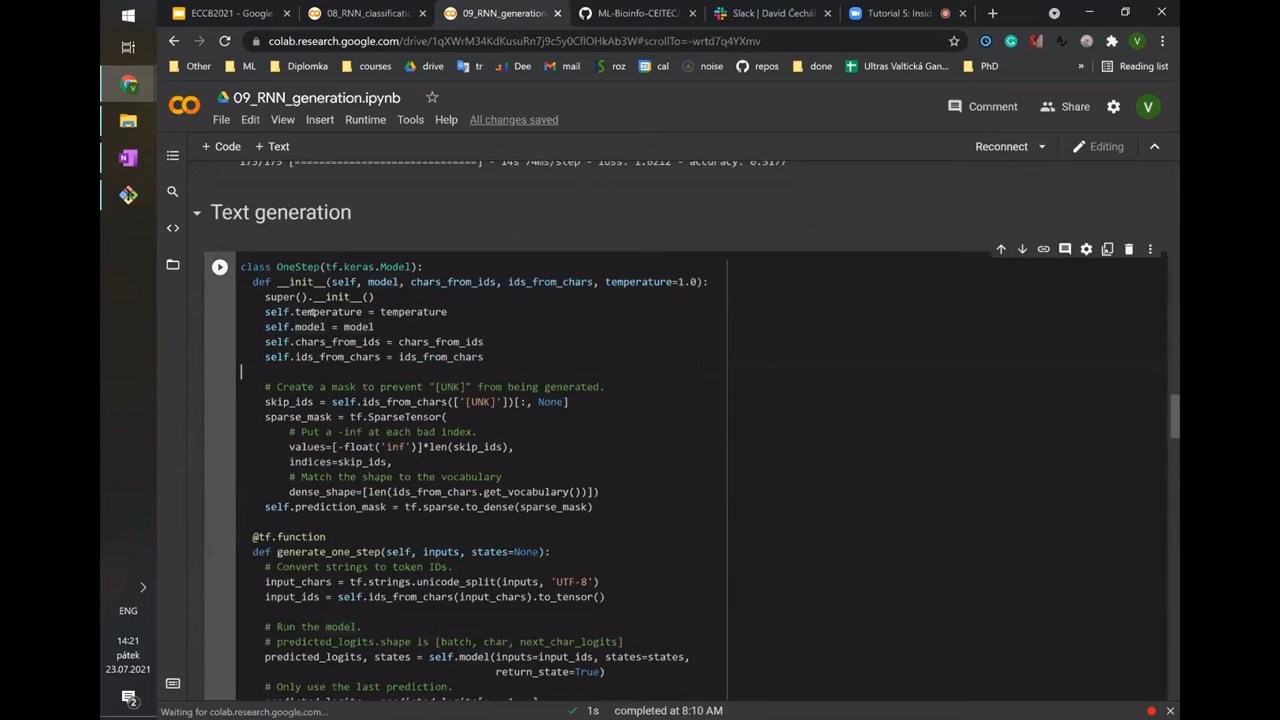 ECCB2021 - Google
08_RNN_classificati
09_RNN_generation
ML-Bioinfo-CEITEC/
Slack | David Čechá
Tutorial 5: Insid
colab.research.google.com/drive/1qXWrM34KdKusuRn7j9c5y0CflOHkAb3W#scrollTo=-wrtd7q4YXmv
V
Other
ML
Diplomka
courses
drive
tr
Dee
mail
roz
cal
noise
repos
done
Ultras Valtická Gan...
PhD
»
Reading list
09_RNN_generation.ipynb
Comment
Share
V
File Edit View Insert Runtime Tools Help All changes saved
+ Code + Text
Reconnect
Editing
175/175 [==============================] - 14s 74ms/step - loss: 1.6212 - accuracy: 0.5177
Text generation
class OneStep(tf.keras.Model):
def __init__(self, model, chars_from_ids, ids_from_chars, temperature=1.0):
super().__init__()
self.temperature = temperature
self.model = model
self.chars_from_ids = chars_from_ids
self.ids_from_chars = ids_from_chars
# Create a mask to prevent "[UNK]" from being generated.
skip_ids = self.ids_from_chars(['[UNK]'])[:, None]
sparse_mask = tf.SparseTensor(
# Put a -inf at each bad index.
values=[-float('inf')]*len(skip_ids),
indices=skip_ids,
# Match the shape to the vocabulary
dense_shape=[len(ids_from_chars.get_vocabulary())])
self.prediction_mask = tf.sparse.to_dense(sparse_mask)
@tf.function
def generate_one_step(self, inputs, states=None):
# Convert strings to token IDs.
input_chars = tf.strings.unicode_split(inputs, 'UTF-8')
input_ids = self.ids_from_chars(input_chars).to_tensor()
# Run the model.
# predicted_logits.shape is [batch, char, next_char_logits]
predicted_logits, states = self.model(inputs=input_ids, states=states,
return_state=True)
# Only use the last prediction.
ENG
14:21
pátek
23.07.2021
2
Waiting for colab.research.google.com...
1s completed at 8:10 AM